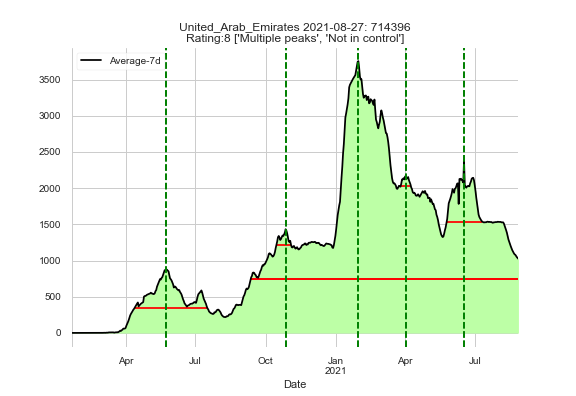 United_Arab_Emirates 2021-08-27: 714396
Rating:8 ['Multiple peaks', 'Not in control']
Average-7d
3500
3000
2500
2000
1500
1000
500
0
Apr Jul Oct Jan Apr Jul
2021
Date